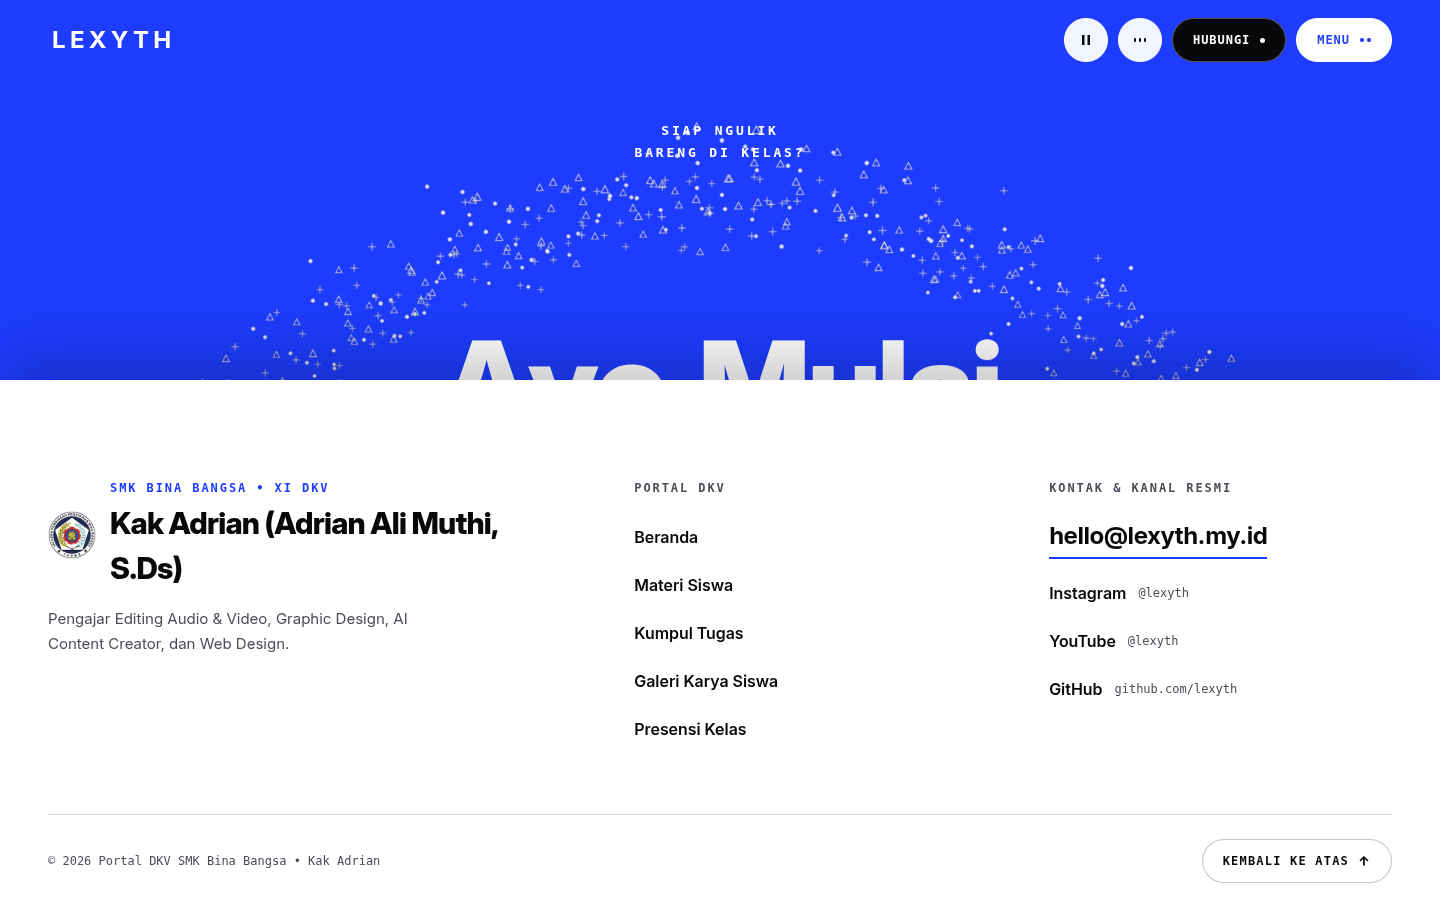 LEXYTH
HUBUNGI
MENU
SIAP NGULIK
BARENG DI KELAS?
Ayo Mulai
SMK BINA BANGSA • XI DKV
Kak Adrian (Adrian Ali Muthi,
S.Ds)
Pengajar Editing Audio & Video, Graphic Design, AI
Content Creator, dan Web Design.
PORTAL DKV
Beranda
Materi Siswa
Kumpul Tugas
Galeri Karya Siswa
Presensi Kelas
KONTAK & KANAL RESMI
hello@lexyth.my.id
Instagram @lexyth
YouTube @lexyth
GitHub github.com/lexyth
© 2026 Portal DKV SMK Bina Bangsa • Kak Adrian
KEMBALI KE ATAS ↑